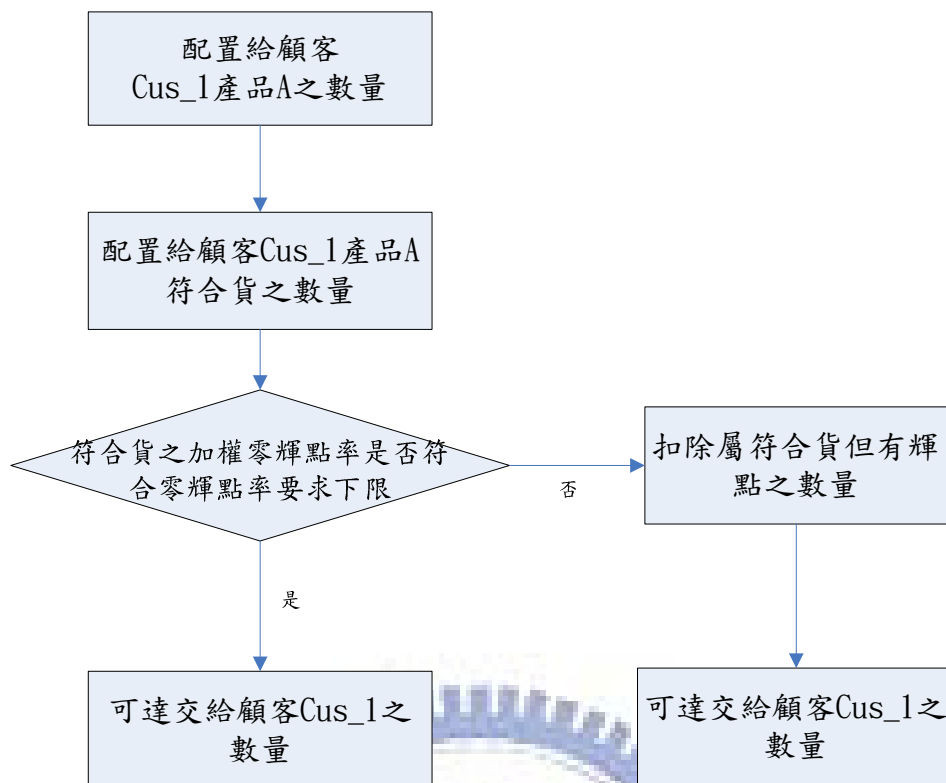 配置給顧客
Cus_1產品A之數量
配置給顧客Cus_1產品A
符合貨之數量
符合貨之加權零輝點率是否符
合零輝點率要求下限
否
扣除屬符合貨但有輝
點之數量
是
可達交給顧客Cus_1之
數量
可達交給顧客Cus_1之
數量